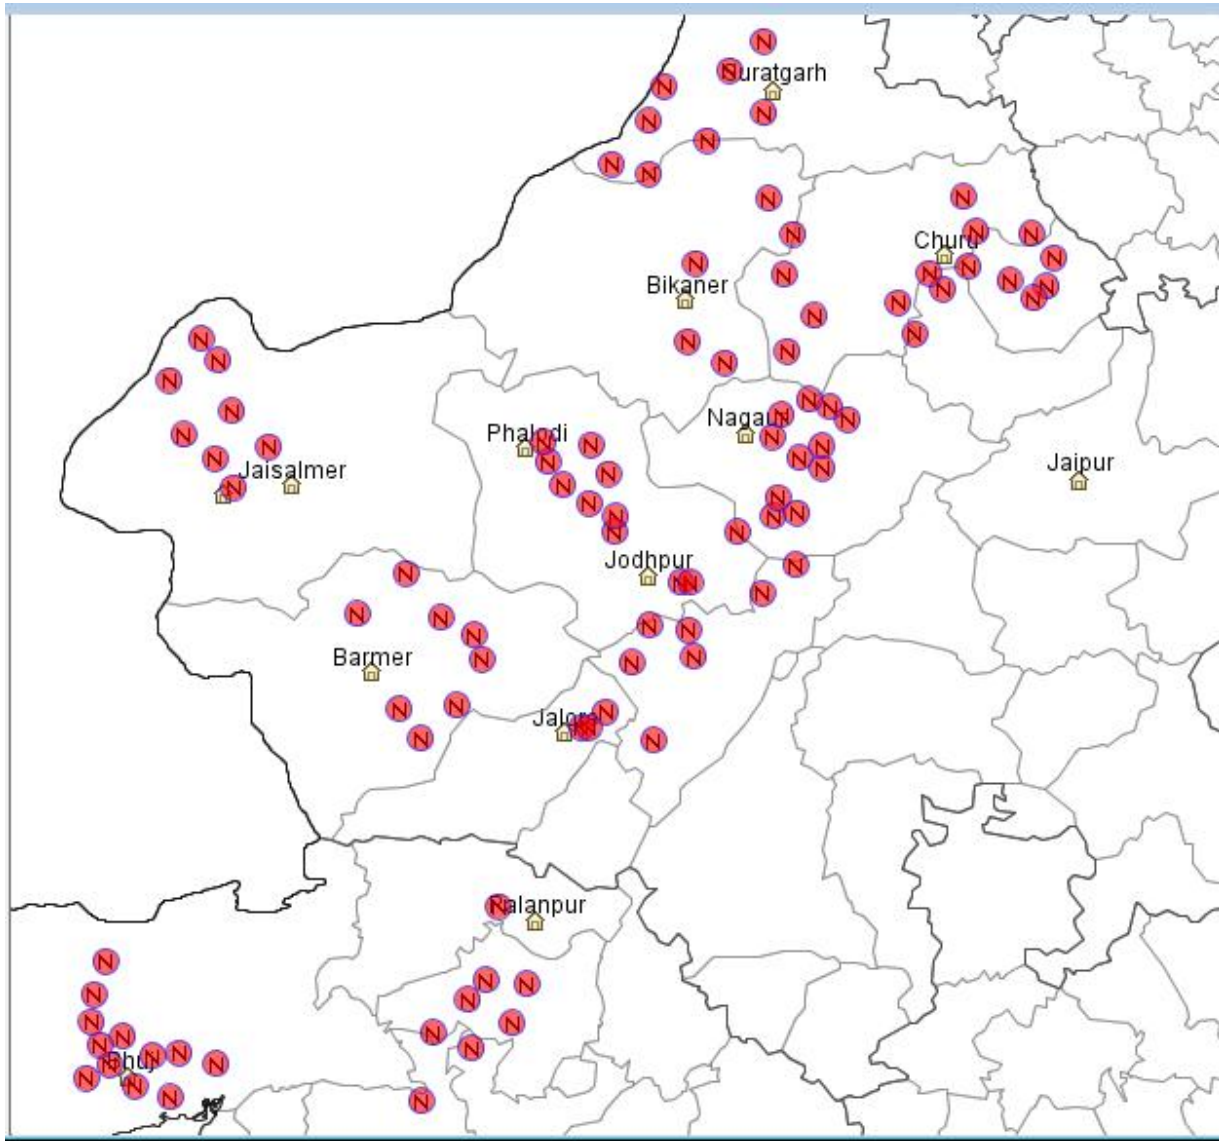 Suratgarh
Churu
Bikaner
Nagaur
Phalodi
Jaipur
Jaisalmer
Jodhpur
Barmer
Jalore
Palanpur
Bhuj